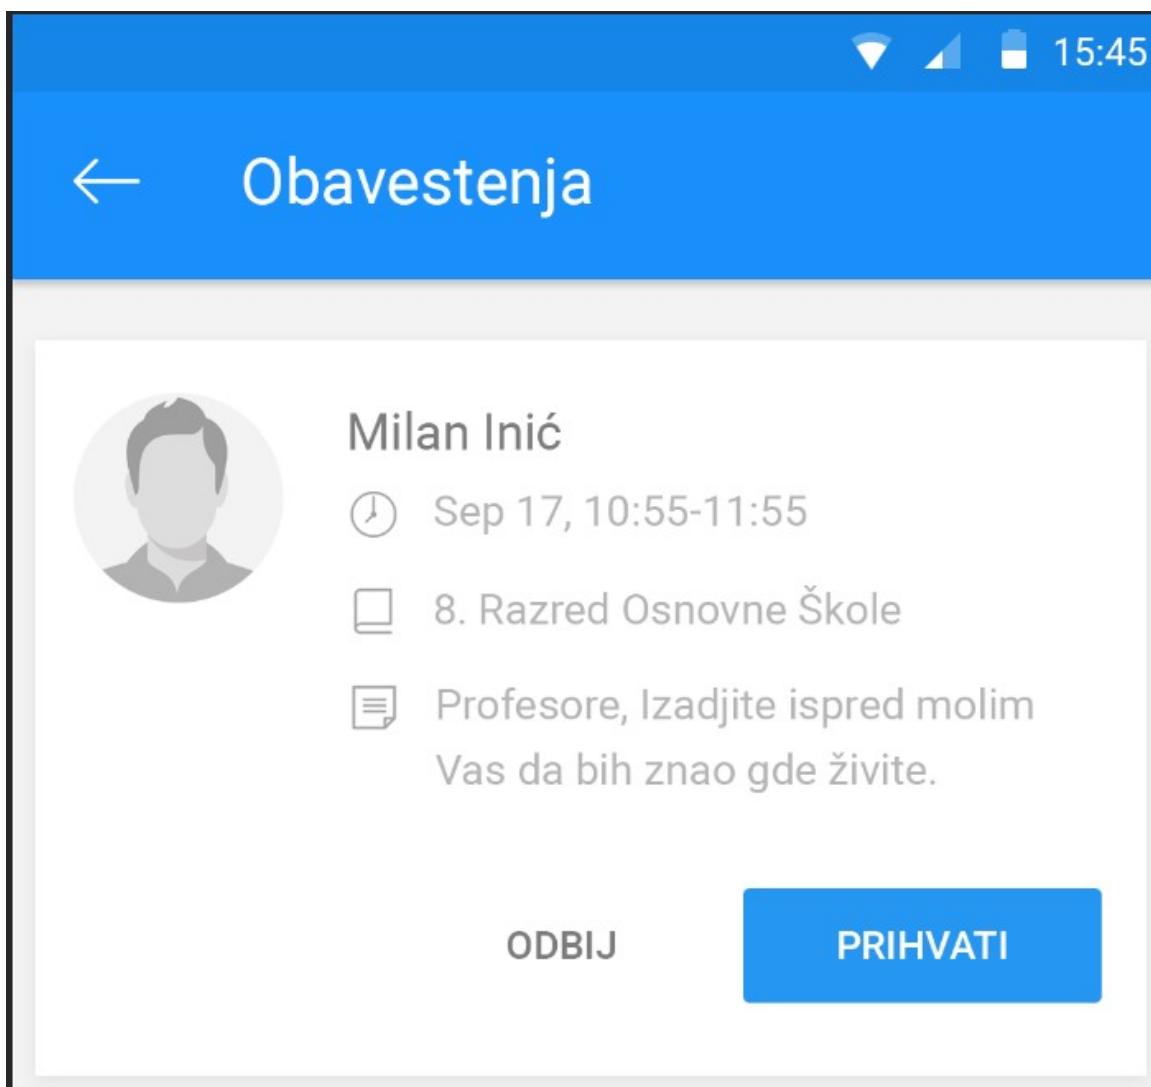 15:45
Obavestenja
Milan Inić
Sep 17, 10:55-11:55
8. Razred Osnovne Škole
Profesore, Izadjite ispred molim
Vas da bih znao gde živite.
ODBIJ PRIHVATI